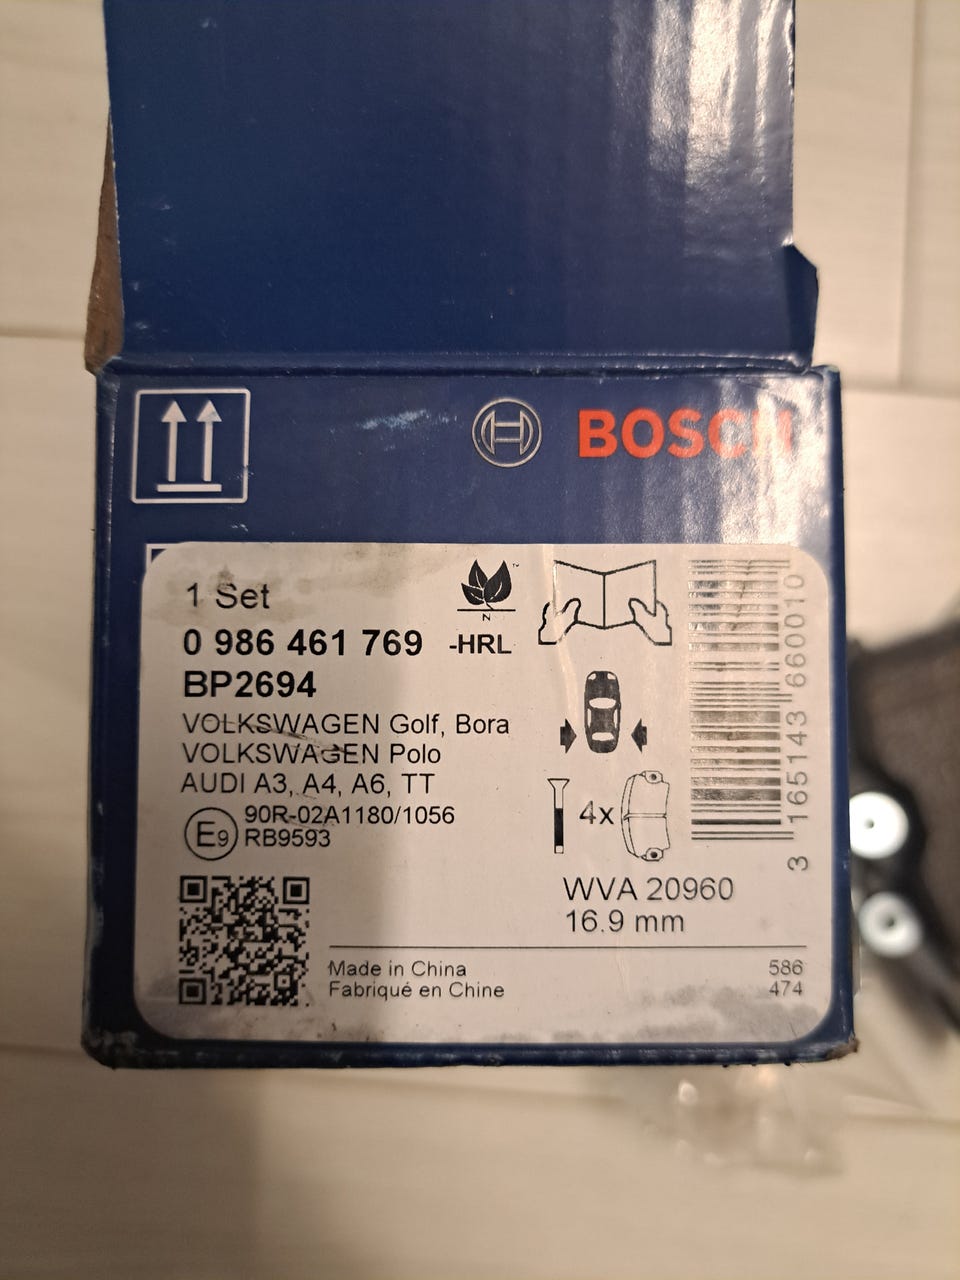 BOSCH
1 Set
0 986 461 769 -HRL
BP2694
VOLKSWAGEN Golf, Bora
VOLKSWAGEN Polo
AUDI A3, A4, A6, TT
E9 90R-02A1180/1056
RB9593
N
4x
WVA 20960
16.9 mm
3 165143 660010
Made in China
Fabriqué en Chine
586
474